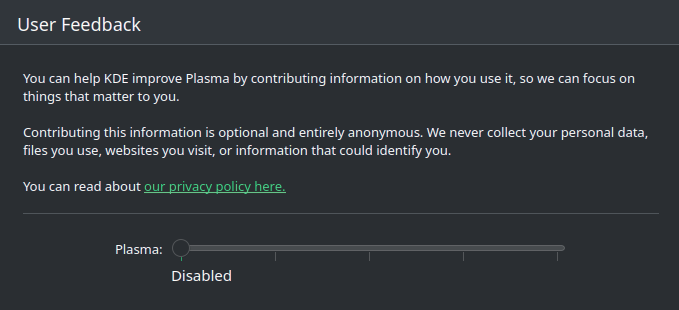 User Feedback
You can help KDE improve Plasma by contributing information on how you use it, so we can focus on
things that matter to you.
Contributing this information is optional and entirely anonymous. We never collect your personal data,
files you use, websites you visit, or information that could identify you.
You can read about our privacy policy here.
Plasma:
Disabled